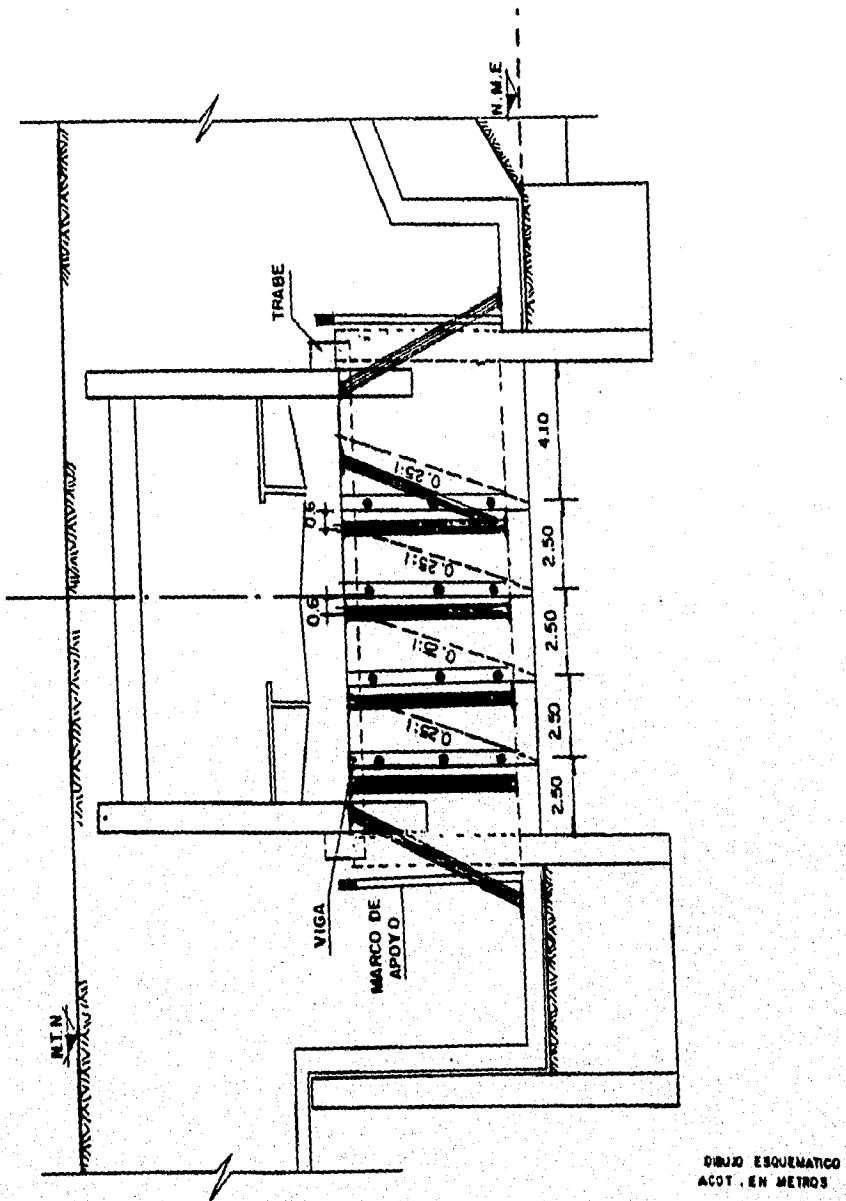 N.T.N
N.M.E
TRABE
VIGA
MARCO DE
APOYO
0.6
0.6
0.25:1
0.25:1
0.25:1
0.25:1
2.50
2.50
2.50
2.50
4.10
DIBUJO ESQUEMATICO
ACOT . EN METROS